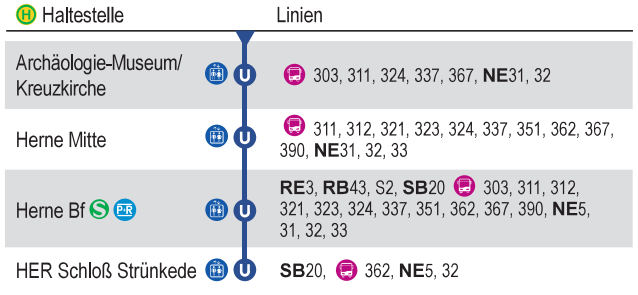 H Haltestelle Linien
Archäologie-Museum/
Kreuzkirche U 303, 311, 324, 337, 367, NE31, 32
Herne Mitte U 311, 312, 321, 323, 324, 337, 351, 362, 367,
390, NE31, 32, 33
Herne Bf S P+R U RE3, RB43, S2, SB20 303, 311, 312,
321, 323, 324, 337, 351, 362, 367, 390, NE5,
31, 32, 33
HER Schloß Strünkede U SB20, 362, NE5, 32